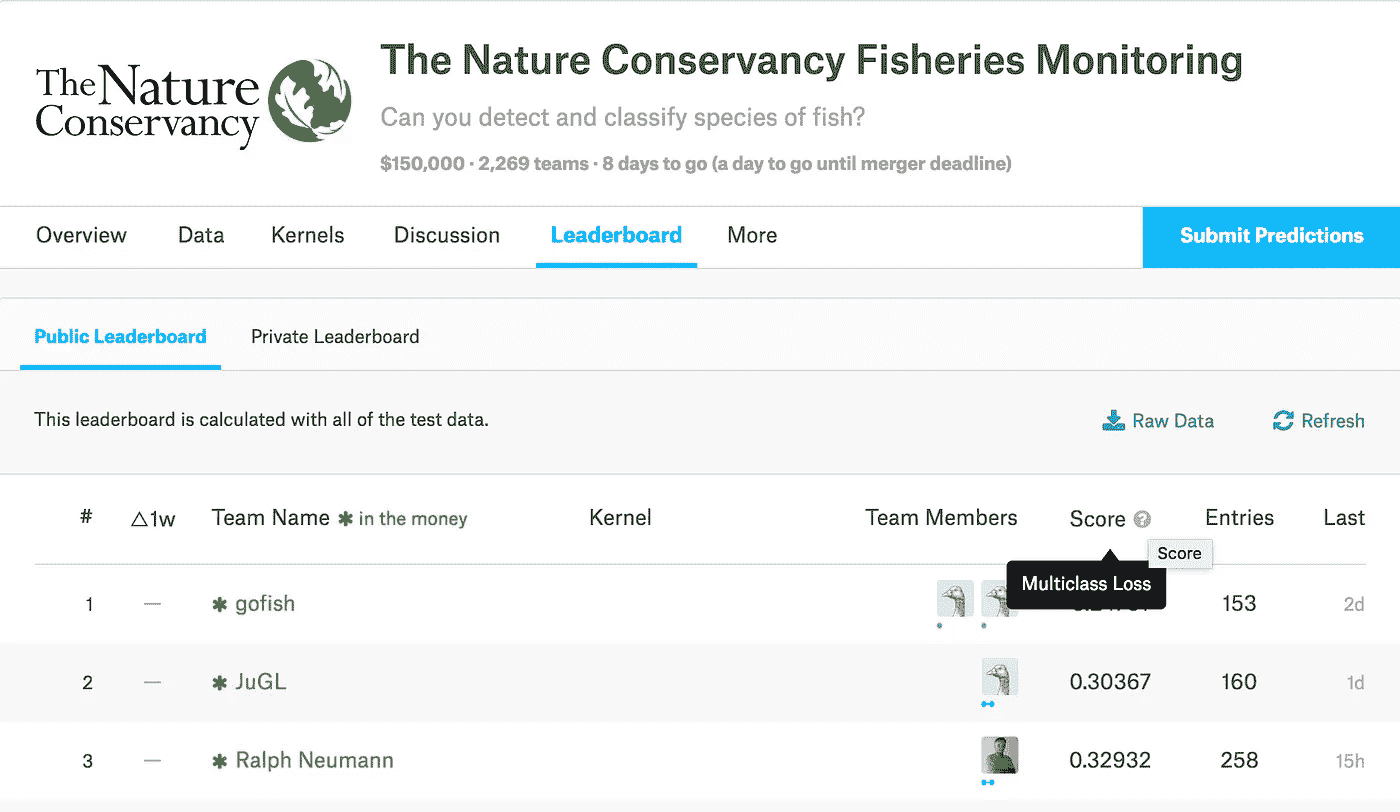 The Nature
Conservancy
The Nature Conservancy Fisheries Monitoring
Can you detect and classify species of fish?
$150,000 · 2,269 teams · 8 days to go (a day to go until merger deadline)
Overview Data Kernels Discussion Leaderboard More Submit Predictions
Public Leaderboard Private Leaderboard
This leaderboard is calculated with all of the test data. Raw Data Refresh
# △1w Team Name * in the money Kernel Team Members Score ? Entries Last
Score
Multiclass Loss
1 — * gofish 153 2d
2 — * JuGL 0.30367 160 1d
3 — * Ralph Neumann 0.32932 258 15h